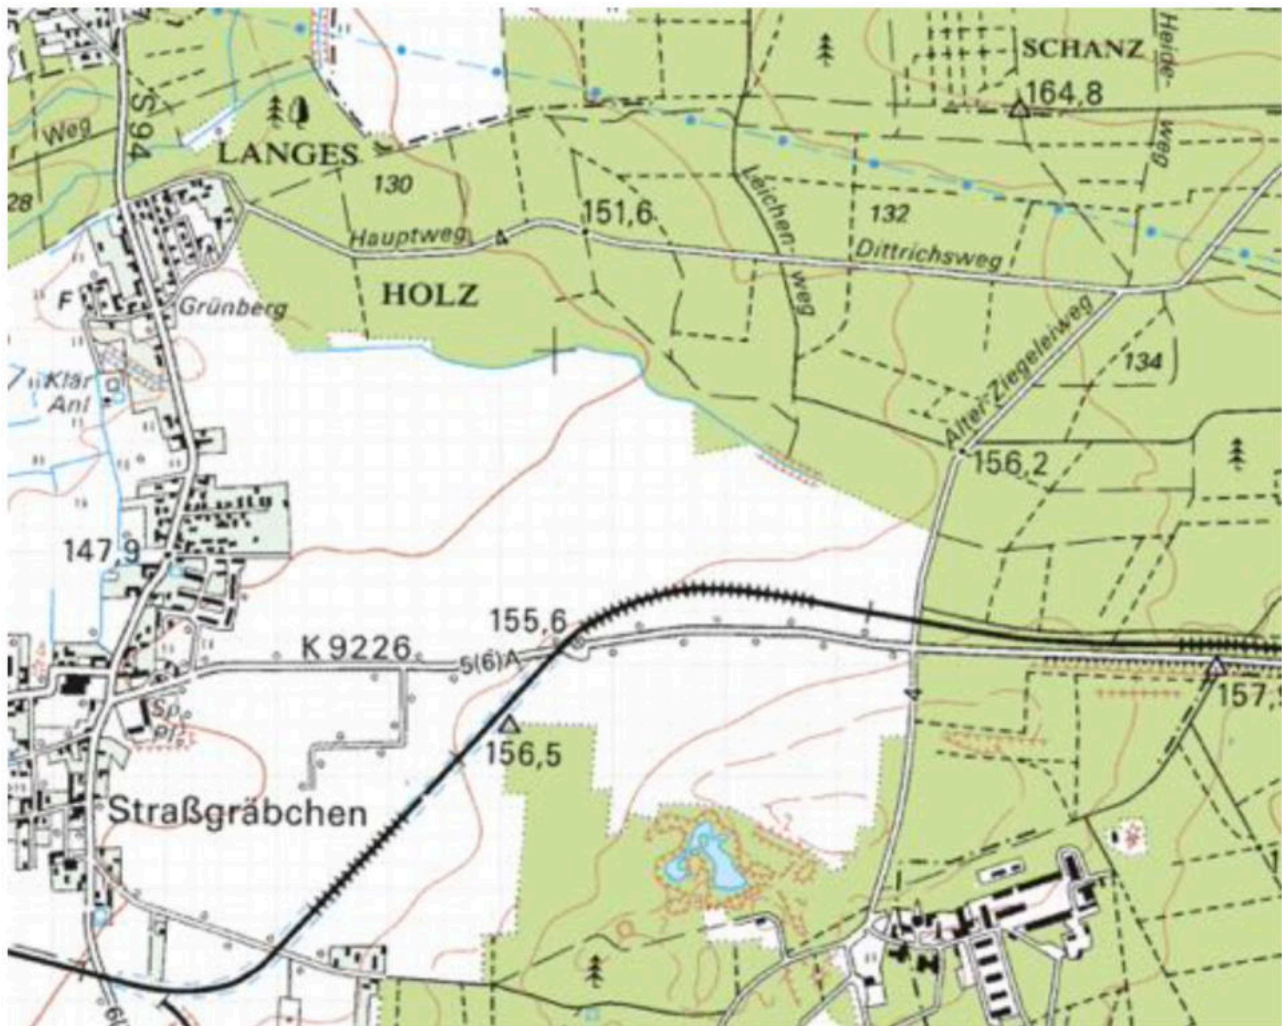 SCHANZ
Heide-
164,8
S 94
Weg
LANGES
weg
130
28
Leichen-
151,6
132
Hauptweg
4
Dittrichsweg
HOLZ
F
Grünberg
weg
Alter-Ziegeleiweg
134
Klär
Anl
156,2
147,9
155,6
K 9226
5(6)A
4
157,
Sp.
Pl.
156,5
Straßgräbchen